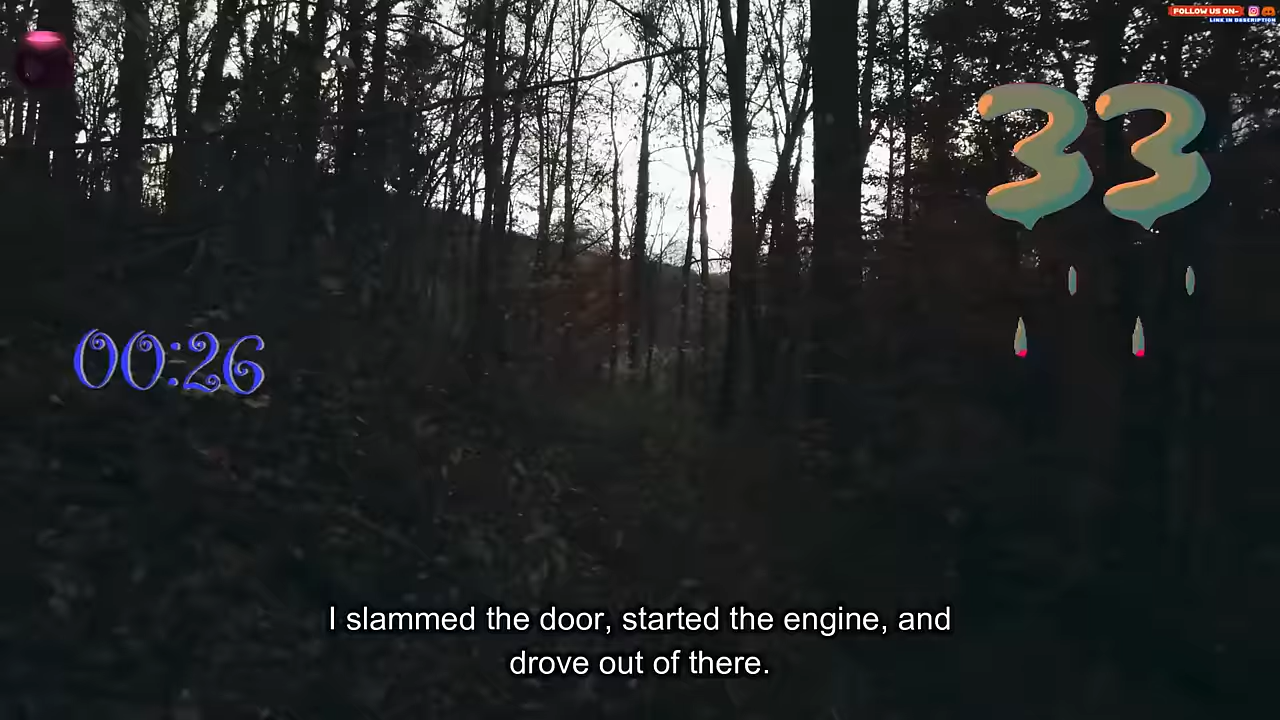 FOLLOW US ON-
LINK IN DESCRIPTION
33
00:26
I slammed the door, started the engine, and
drove out of there.